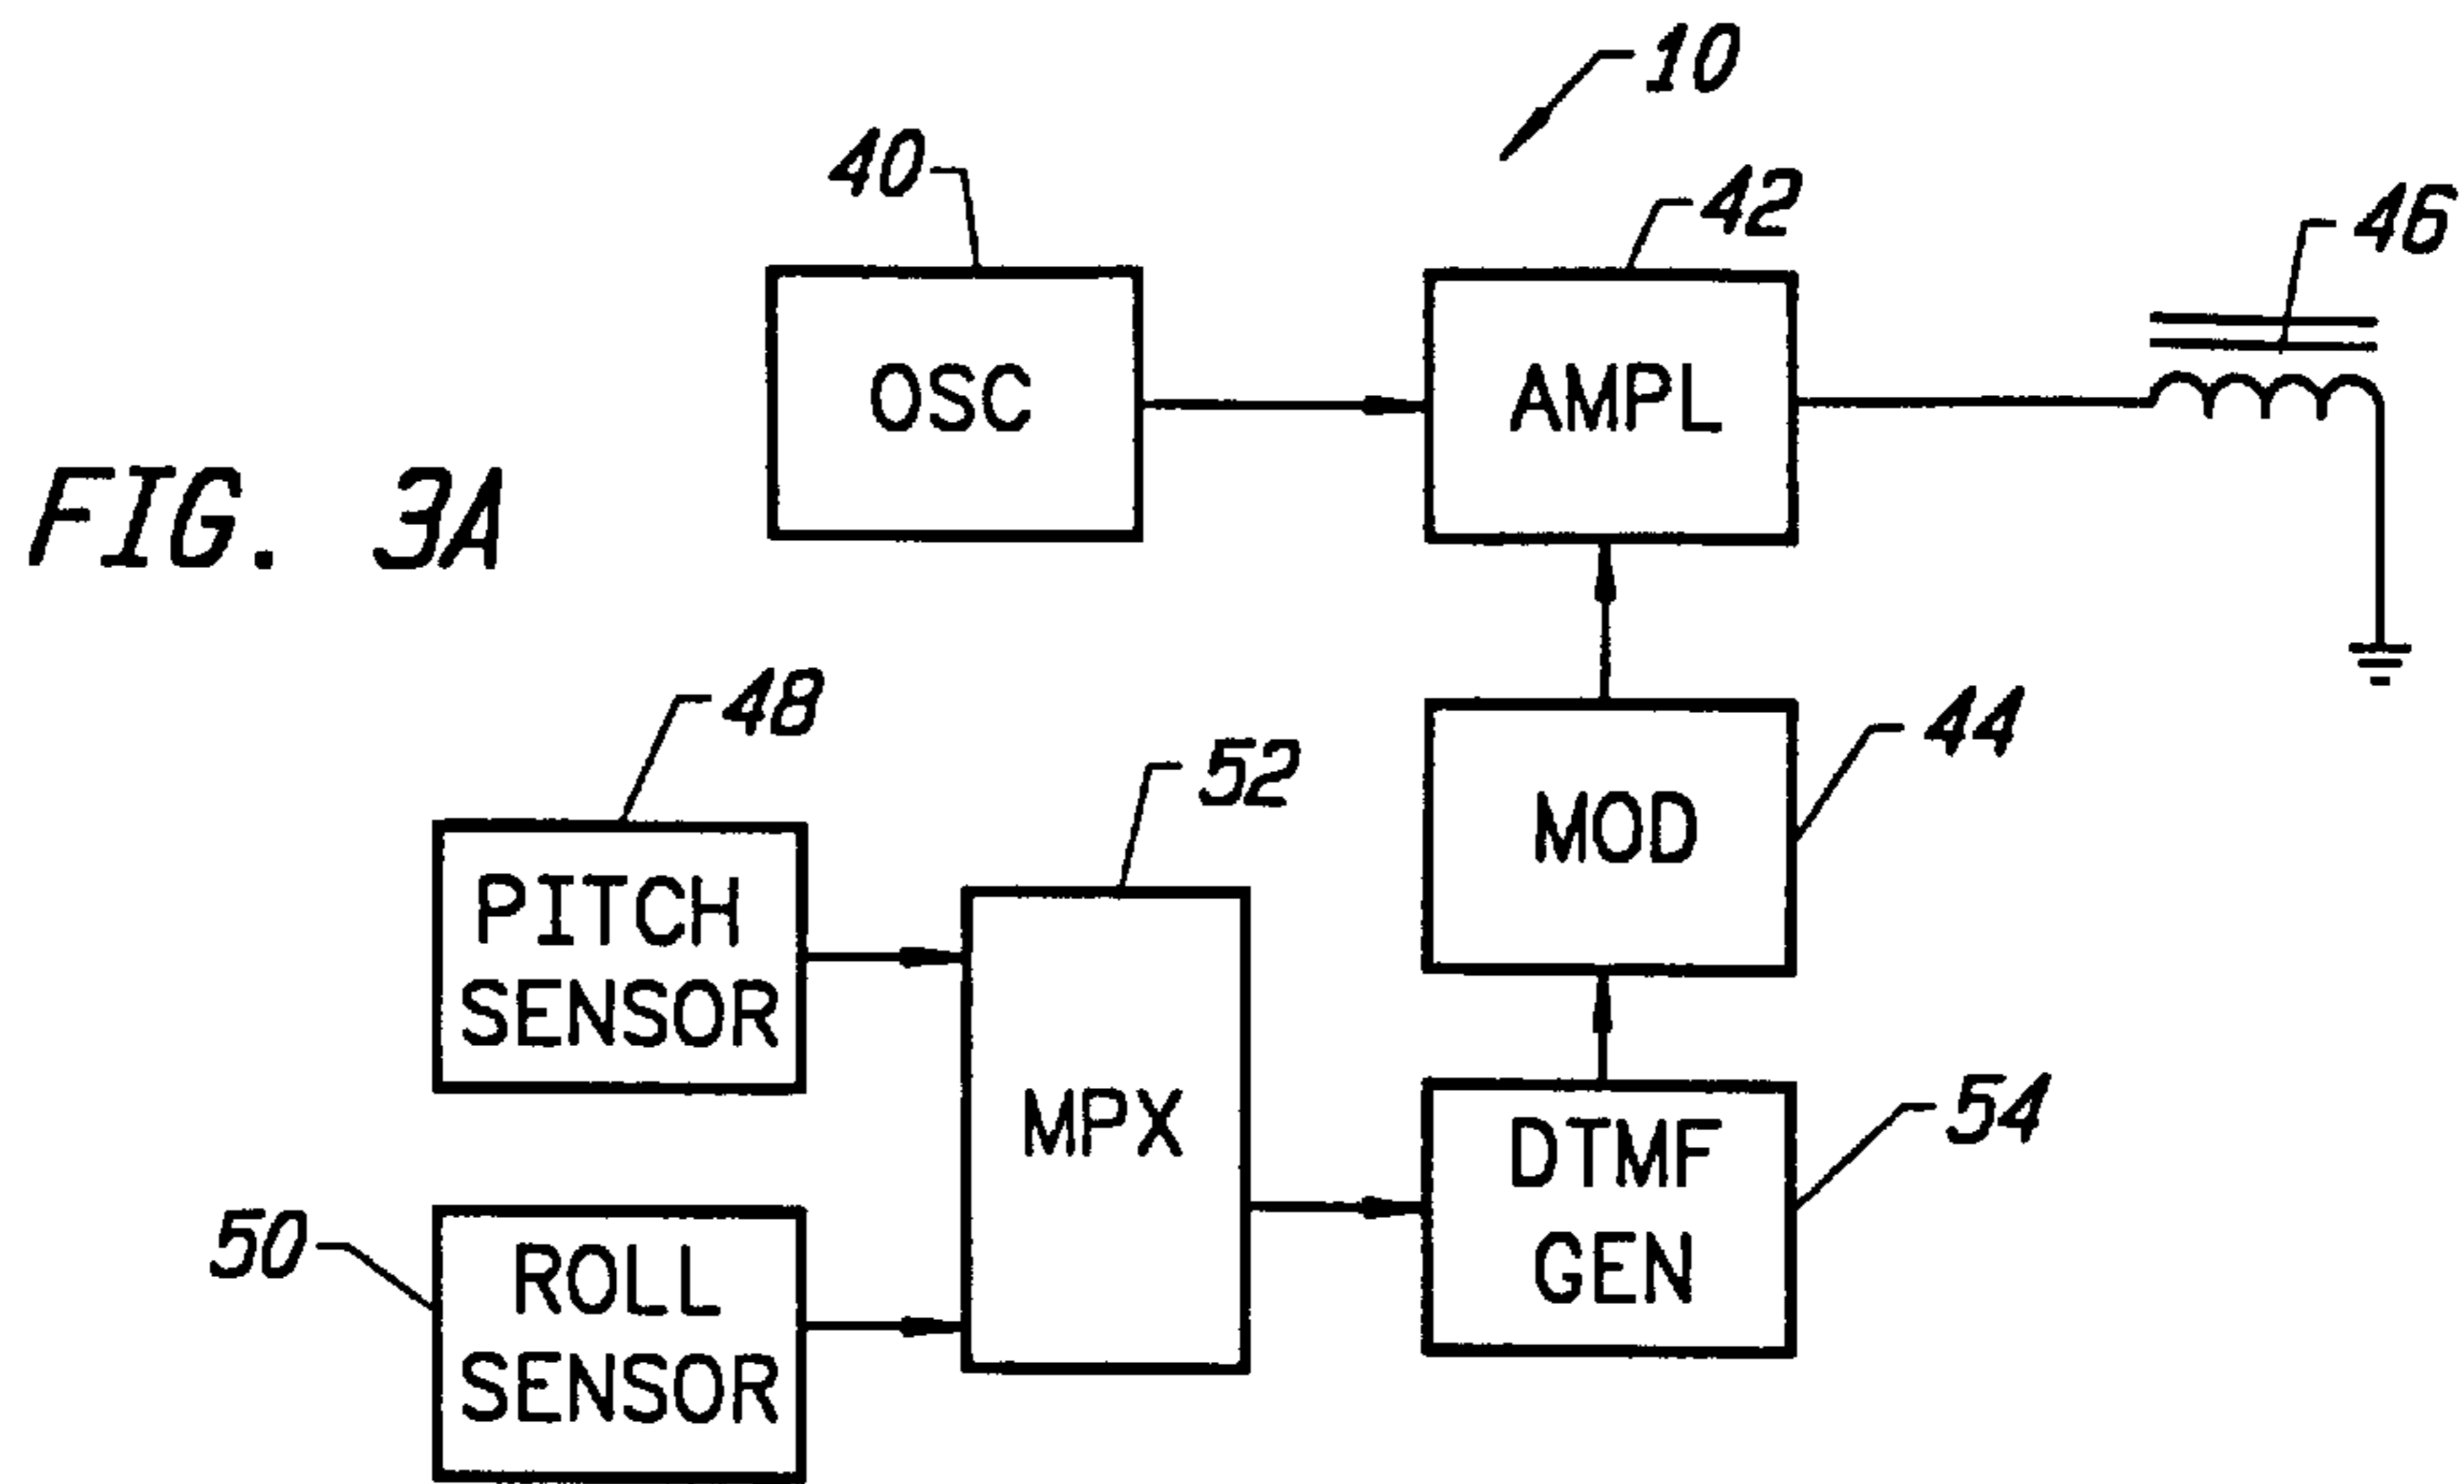 10
40
42
46
OSC
AMPL
FIG. 3A
48
52
44
PITCH
SENSOR
MOD
MPX
DTMF
GEN
54
50
ROLL
SENSOR